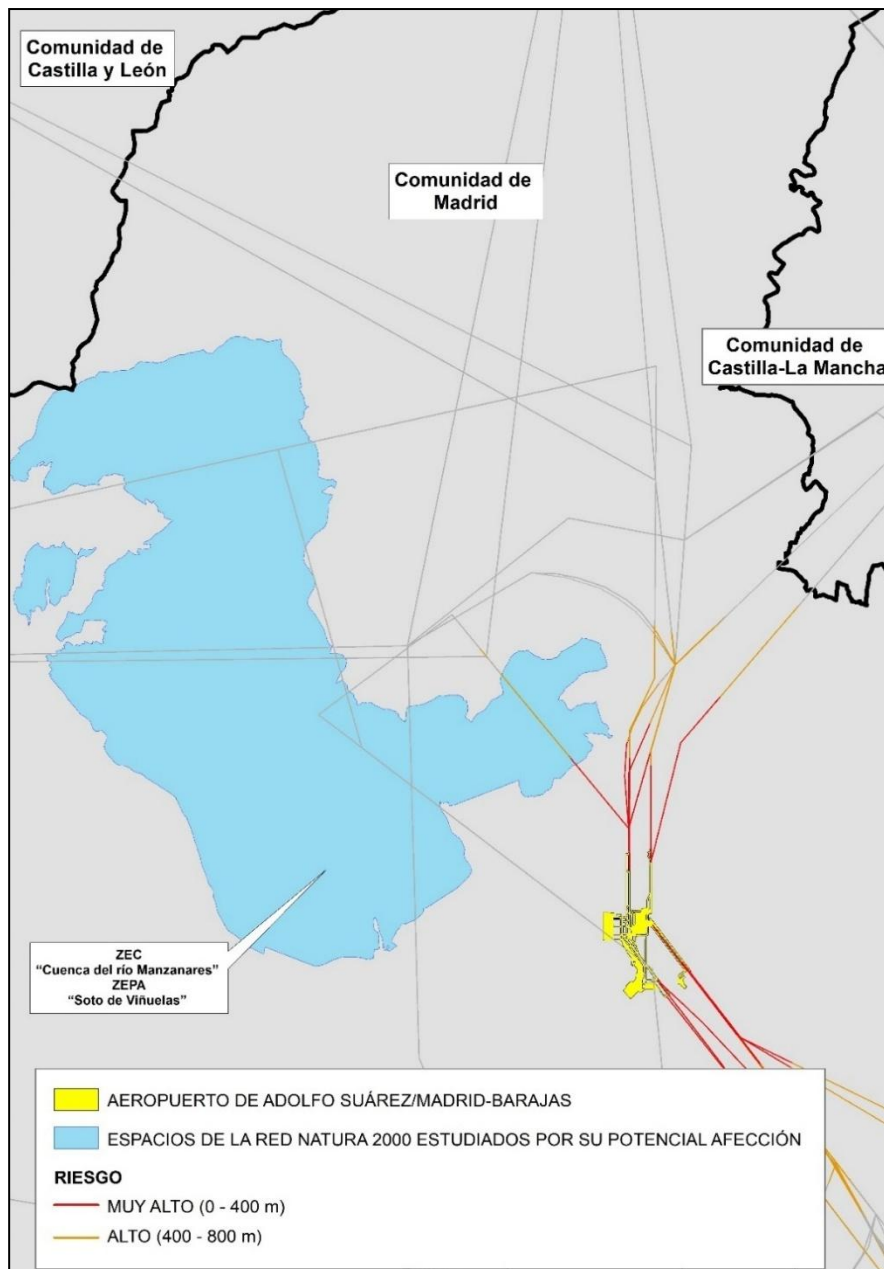 Comunidad de
Castilla y León
Comunidad de
Madrid
Comunidad de
Castilla-La Mancha
ZEC
“Cuenca del río Manzanares”
ZEPA
“Soto de Viñuelas”
AEROPUERTO DE ADOLFO SUÁREZ/MADRID-BARAJAS
ESPACIOS DE LA RED NATURA 2000 ESTUDIADOS POR SU POTENCIAL AFECCIÓN
RIESGO
MUY ALTO (0 - 400 m)
ALTO (400 - 800 m)